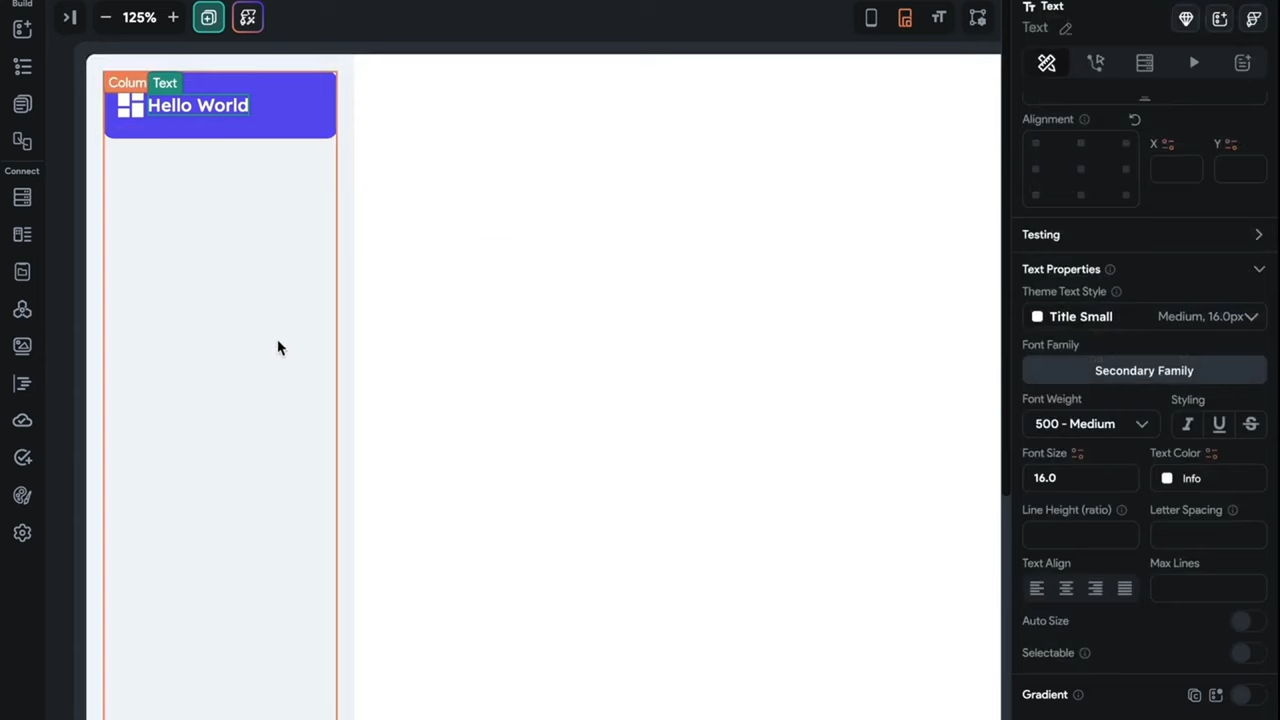 Build
125%
Connect
Colum
Text
Hello World
Text
Text
Alignment
X
Y
Testing
Text Properties
Theme Text Style
Title Small
Medium, 16.0px
Font Family
Secondary Family
Font Weight
Styling
500 - Medium
Font Size
Text Color
16.0
Info
Line Height (ratio)
Letter Spacing
Text Align
Max Lines
Auto Size
Selectable
Gradient